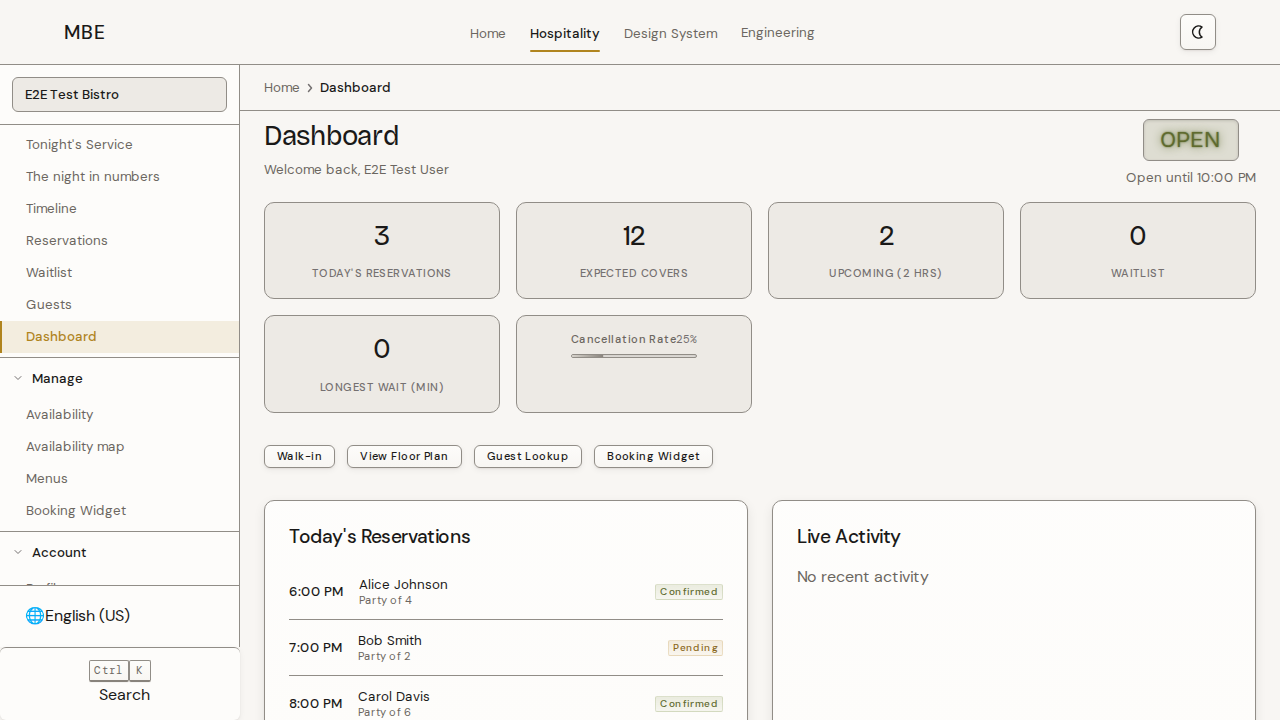 MBE
Home
Hospitality
Design System
Engineering
E2E Test Bistro
Tonight's Service
The night in numbers
Timeline
Reservations
Waitlist
Guests
Dashboard
Manage
Availability
Availability map
Menus
Booking Widget
Account
Profile
English (US)
Ctrl K
Search
Home > Dashboard
Dashboard
Welcome back, E2E Test User
OPEN
Open until 10:00 PM
3
TODAY'S RESERVATIONS
12
EXPECTED COVERS
2
UPCOMING (2 HRS)
0
WAITLIST
0
LONGEST WAIT (MIN)
Cancellation Rate25%
Walk-in
View Floor Plan
Guest Lookup
Booking Widget
Today's Reservations
6:00 PM
Alice Johnson
Party of 4
Confirmed
7:00 PM
Bob Smith
Party of 2
Pending
8:00 PM
Carol Davis
Party of 6
Confirmed
Live Activity
No recent activity